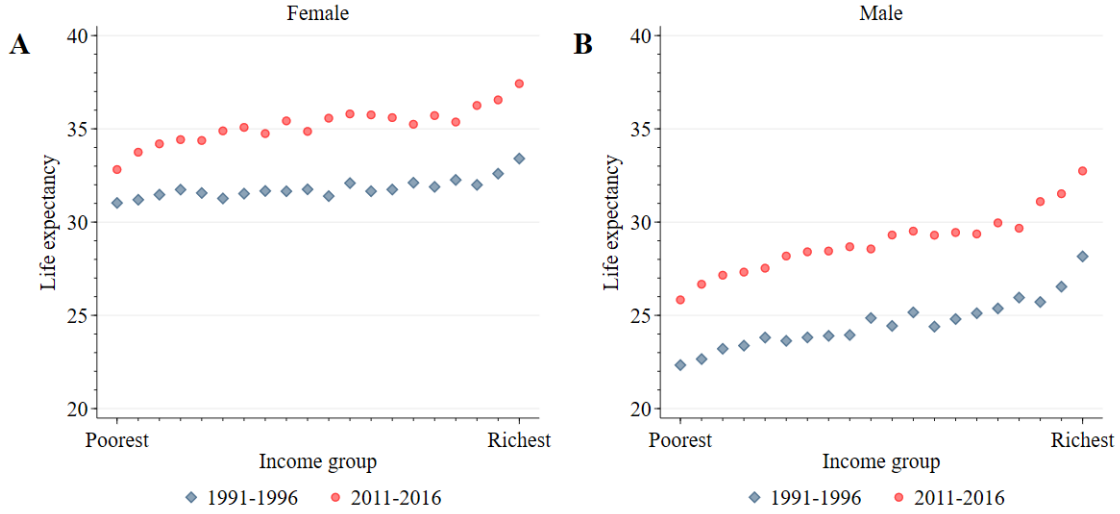 A
Female
Life expectancy
40
35
30
25
20
Poorest
Richest
Income group
1991-1996
2011-2016
B
Male
Life expectancy
40
35
30
25
20
Poorest
Richest
Income group
1991-1996
2011-2016